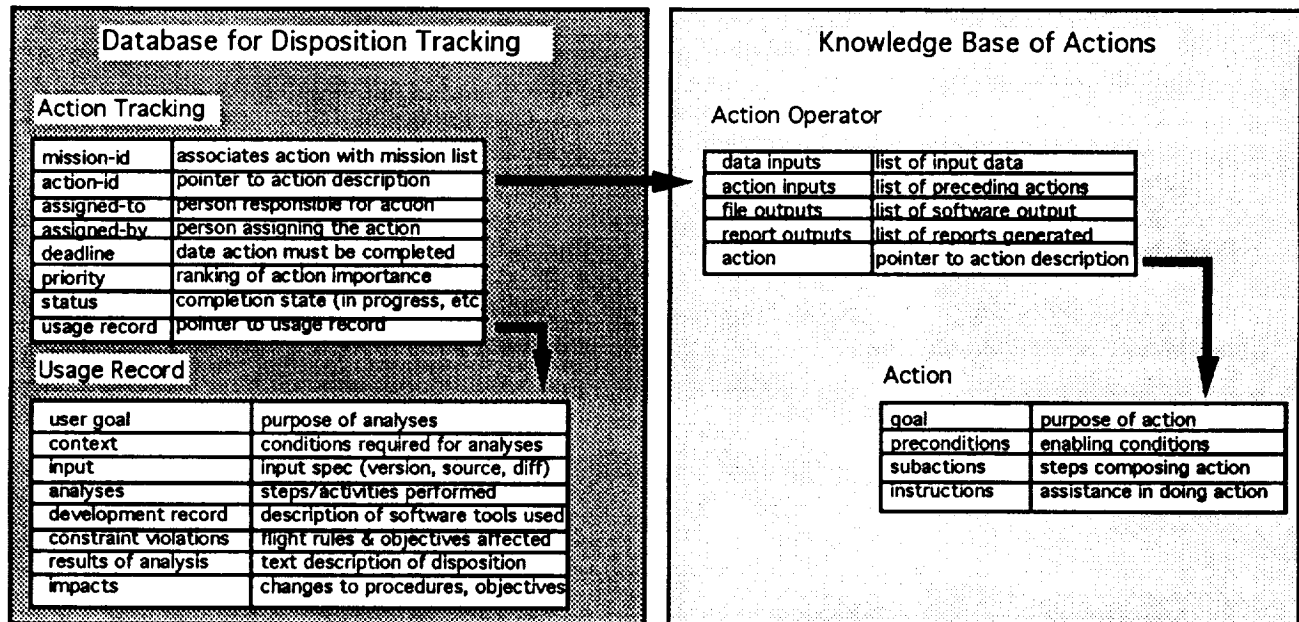 Database for Disposition Tracking
Action Tracking
mission-id associates action with mission list
action-id pointer to action description
assigned-to person responsible for action
assigned-by person assigning the action
deadline date action must be completed
priority ranking of action importance
status completion state (in progress, etc
usage record pointer to usage record
Usage Record
user goal purpose of analyses
context conditions required for analyses
input input spec (version, source, diff)
analyses steps/activities performed
development record description of software tools used
constraint violations flight rules & objectives affected
results of analysis text description of disposition
impacts changes to procedures, objectives
Knowledge Base of Actions
Action Operator
data inputs list of input data
action inputs list of preceding actions
file outputs list of software output
report outputs list of reports generated
action pointer to action description
Action
goal purpose of action
preconditions enabling conditions
subactions steps composing action
instructions assistance in doing action